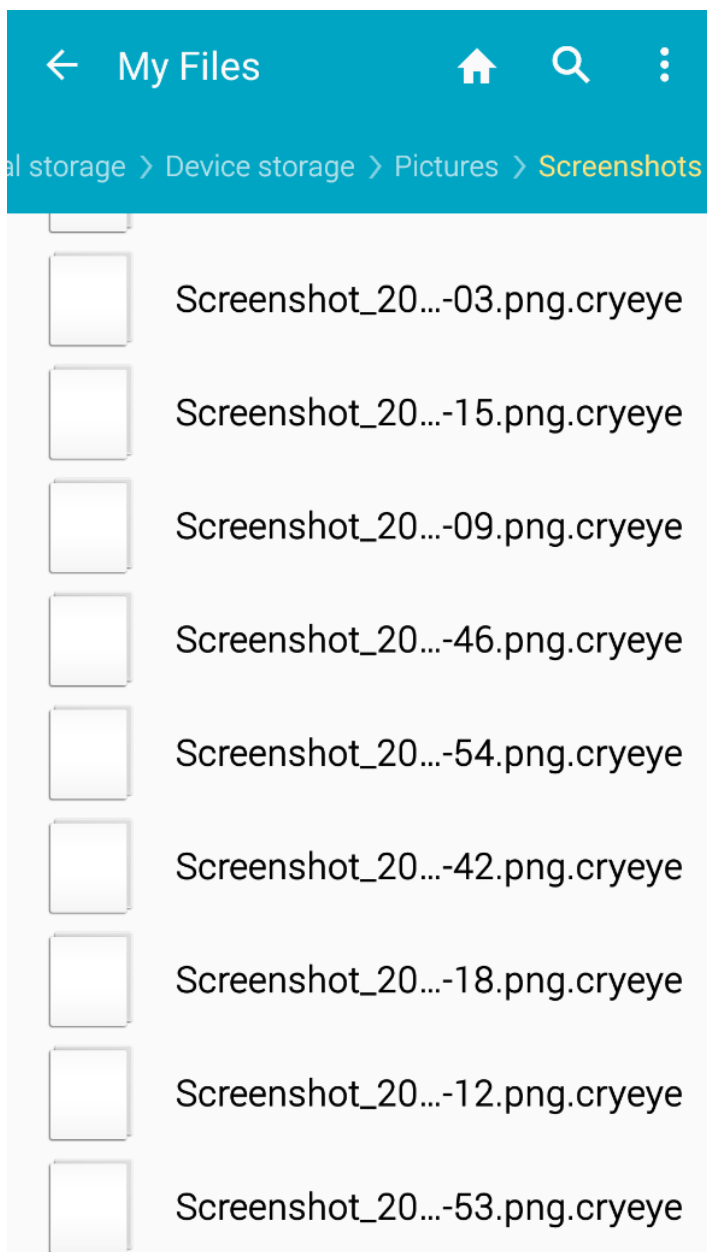 My Files
al storage > Device storage > Pictures > Screenshots
Screenshot_20...-03.png.cryeye
Screenshot_20...-15.png.cryeye
Screenshot_20...-09.png.cryeye
Screenshot_20...-46.png.cryeye
Screenshot_20...-54.png.cryeye
Screenshot_20...-42.png.cryeye
Screenshot_20...-18.png.cryeye
Screenshot_20...-12.png.cryeye
Screenshot_20...-53.png.cryeye